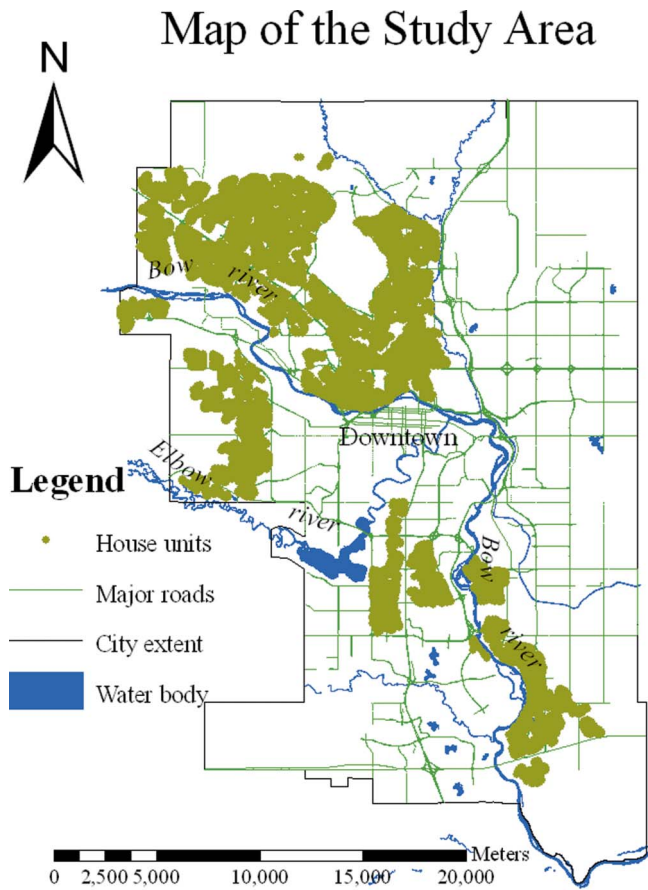 Map of the Study Area
N
Bow
river
Downtown
Elbow
river
Bow
river
Legend
House units
Major roads
City extent
Water body
Meters
0 2,500 5,000 10,000 15,000 20,000